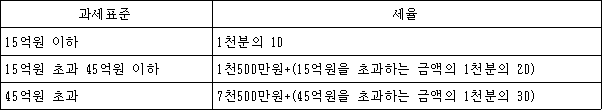 과세표준 세율
15억원 이하 1천분의 10
15억원 초과 45억원 이하 1천500만원+(15억원을 초과하는 금액의 1천분의 20)
45억원 초과 7천500만원+(45억원을 초과하는 금액의 1천분의 30)